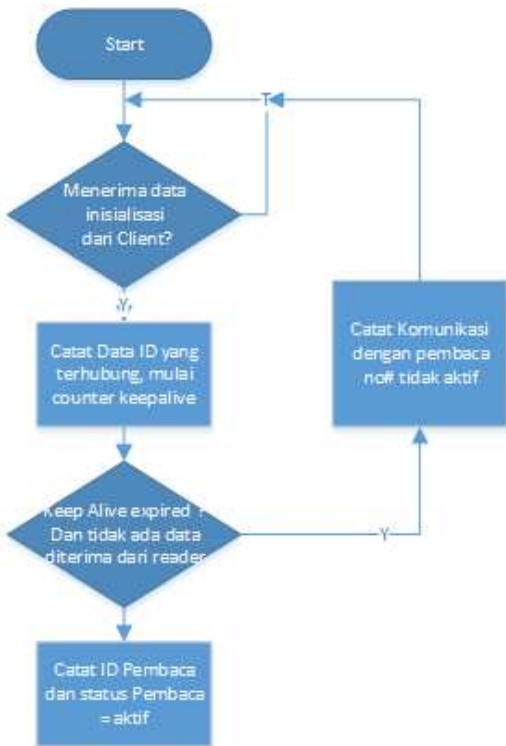 Start
T
Menerima data
inisialisasi
dari Client?
Y
Catat Data ID yang
terhubung, mulai
counter keepalive
Catat Komunikasi
dengan pembaca
no# tidak aktif
Keep Alive expired ?
Dan tidak ada data
diterima dari reader
Y
Catat ID Pembaca
dan status Pembaca
= aktif